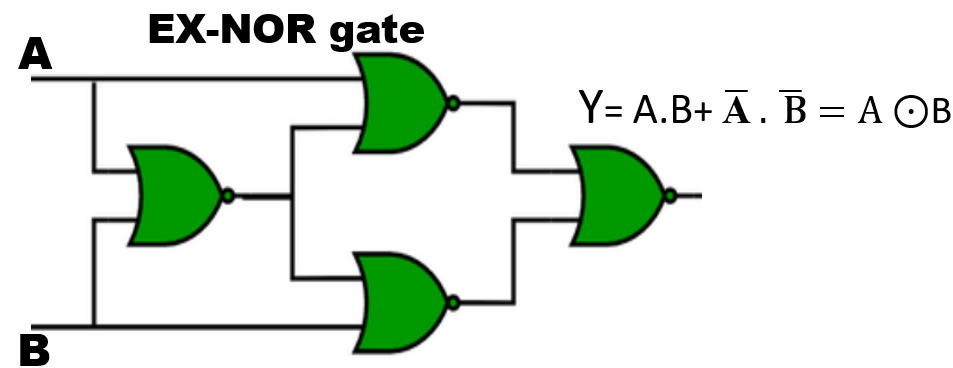 EX-NOR gate
A
Y= A.B+ A̅ . B̅ = A ⨀B
B